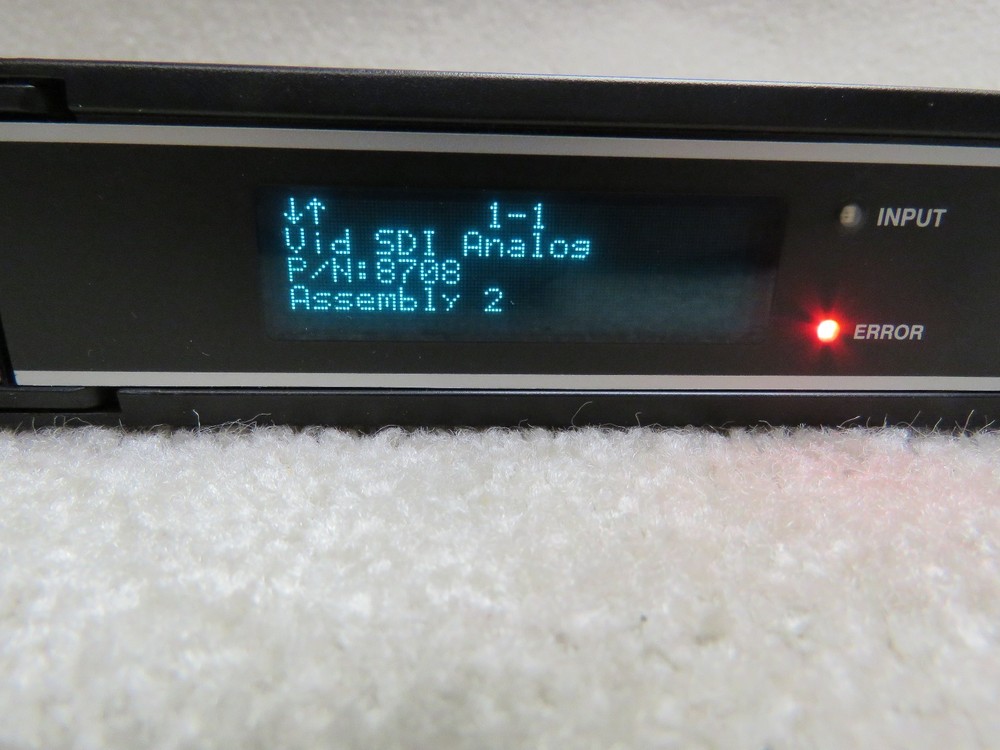 ↓↑ 1-1
Vid SDI Analog
P/N:8708
Assembly 2
INPUT
ERROR